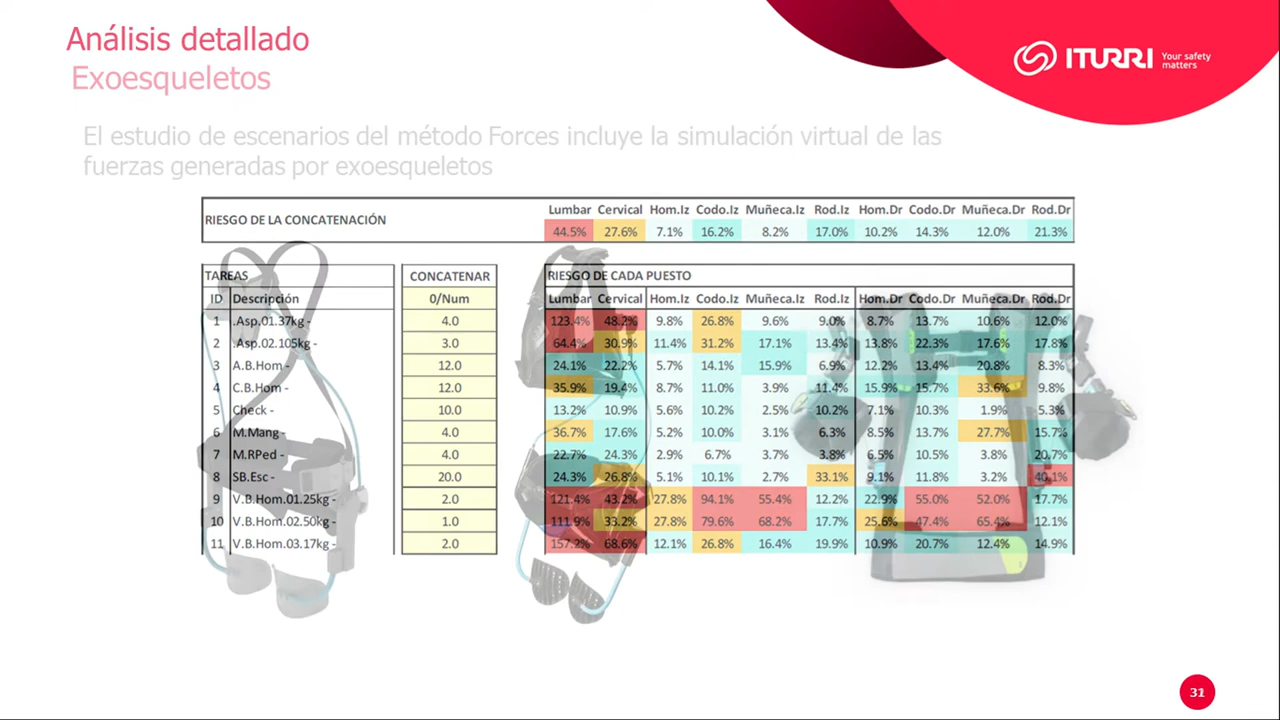 Análisis detallado
Exoesqueletos
ITURRI Your safety matters
El estudio de escenarios del método Forces incluye la simulación virtual de las
fuerzas generadas por exoesqueletos
RIESGO DE LA CONCATENACIÓN
Lumbar Cervical Hom.Iz Codo.Iz Muñeca.Iz Rod.Iz Hom.Dr Codo.Dr Muñeca.Dr Rod.Dr
44.5% 27.6% 7.1% 16.2% 8.2% 17.0% 10.2% 14.3% 12.0% 21.3%
TAREAS CONCATENAR RIESGO DE CADA PUESTO
ID Descripción 0/Num Lumbar Cervical Hom.Iz Codo.Iz Muñeca.Iz Rod.Iz Hom.Dr Codo.Dr Muñeca.Dr Rod.Dr
1 .Asp.01.37kg - 4.0 123.4% 48.2% 9.8% 26.8% 9.6% 9.0% 8.7% 13.7% 10.6% 12.0%
2 .Asp.02.105kg - 3.0 64.4% 30.9% 11.4% 31.2% 17.1% 13.4% 13.8% 22.3% 17.6% 17.8%
3 A.B.Hom - 12.0 24.1% 22.2% 5.7% 14.1% 15.9% 6.9% 12.2% 13.4% 20.8% 8.3%
4 C.B.Hom - 12.0 35.9% 19.4% 8.7% 11.0% 3.9% 11.4% 15.9% 15.7% 33.6% 9.8%
5 Check - 10.0 13.2% 10.9% 5.6% 10.2% 2.5% 10.2% 7.1% 10.3% 1.9% 5.3%
6 M.Mang - 4.0 36.7% 17.6% 5.2% 10.0% 3.1% 6.3% 8.5% 13.7% 27.7% 15.7%
7 M.RPed - 4.0 22.7% 24.3% 2.9% 6.7% 3.7% 3.8% 6.5% 10.5% 3.8% 20.7%
8 SB.Esc - 20.0 24.3% 26.8% 5.1% 10.1% 2.7% 33.1% 9.1% 11.8% 3.2% 40.1%
9 V.B.Hom.01.25kg - 2.0 121.4% 43.2% 27.8% 94.1% 55.4% 12.2% 22.9% 55.0% 52.0% 17.7%
10 V.B.Hom.02.50kg - 1.0 111.9% 33.2% 27.8% 79.6% 68.2% 17.7% 25.6% 47.4% 65.4% 12.1%
11 V.B.Hom.03.17kg - 2.0 157.2% 68.6% 12.1% 26.8% 16.4% 19.9% 10.9% 20.7% 12.4% 14.9%